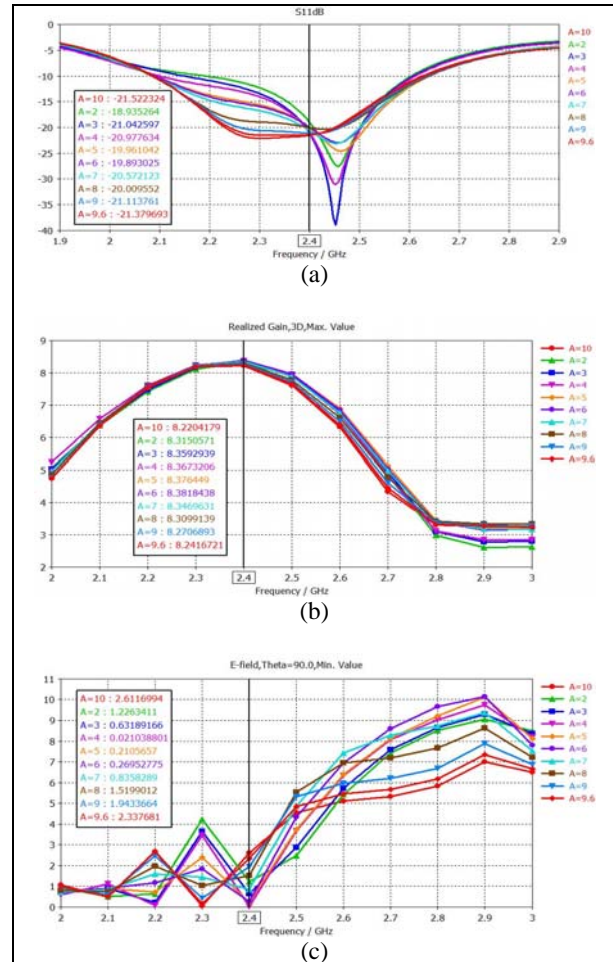 S11dB
0
-5
-10
-15
-20
-25
-30
-35
-40
1.9
2
2.1
2.2
2.3
2.4
2.5
2.6
2.7
2.8
2.9
Frequency / GHz
A=10 : -21.522324
A=2 : -18.935264
A=3 : -21.042597
A=4 : -20.977634
A=5 : -19.961042
A=6 : -19.893025
A=7 : -20.572123
A=8 : -20.009552
A=9 : -21.113761
A=9.6 : -21.379693
A=10
A=2
A=3
A=4
A=5
A=6
A=7
A=8
A=9
A=9.6
(a)
Realized Gain,3D,Max. Value
9
8
7
6
5
4
3
2
2
2.1
2.2
2.3
2.4
2.5
2.6
2.7
2.8
2.9
3
Frequency / GHz
A=10 : 8.2204179
A=2 : 8.3150571
A=3 : 8.3592939
A=4 : 8.3673206
A=5 : 8.376449
A=6 : 8.3818438
A=7 : 8.3469631
A=8 : 8.3099139
A=9 : 8.2706893
A=9.6 : 8.2416721
A=10
A=2
A=3
A=4
A=5
A=6
A=7
A=8
A=9
A=9.6
(b)
E-field,Theta=90.0,Min. Value
11
10
9
8
7
6
5
4
3
2
1
0
2
2.1
2.2
2.3
2.4
2.5
2.6
2.7
2.8
2.9
3
Frequency / GHz
A=10 : 2.6116994
A=2 : 1.2263411
A=3 : 0.63189166
A=4 : 0.021038801
A=5 : 0.2105657
A=6 : 0.26952775
A=7 : 0.8358289
A=8 : 1.5199012
A=9 : 1.9433664
A=9.6 : 2.337681
A=10
A=2
A=3
A=4
A=5
A=6
A=7
A=8
A=9
A=9.6
(c)